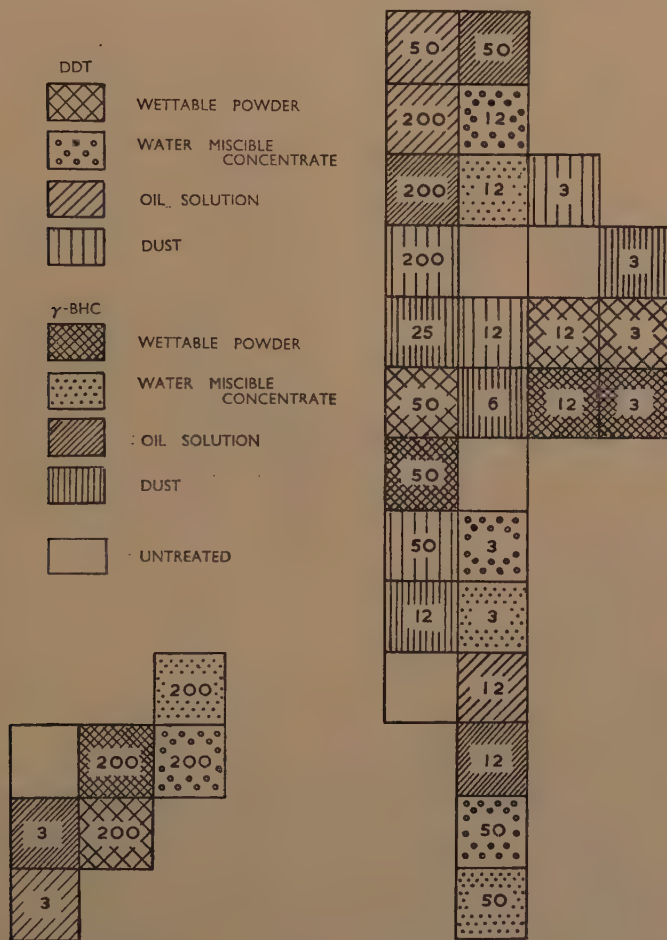 DDT
WETTABLE POWDER
WATER MISCIBLE
CONCENTRATE
OIL SOLUTION
DUST
γ-BHC
WETTABLE POWDER
WATER MISCIBLE
CONCENTRATE
OIL SOLUTION
DUST
UNTREATED
200
200 200
3 200
3
50 50
200 12
200 12 3
200 3
25 12 12 3
50 6 12 3
50
50 3
12 3
12
12
50
50